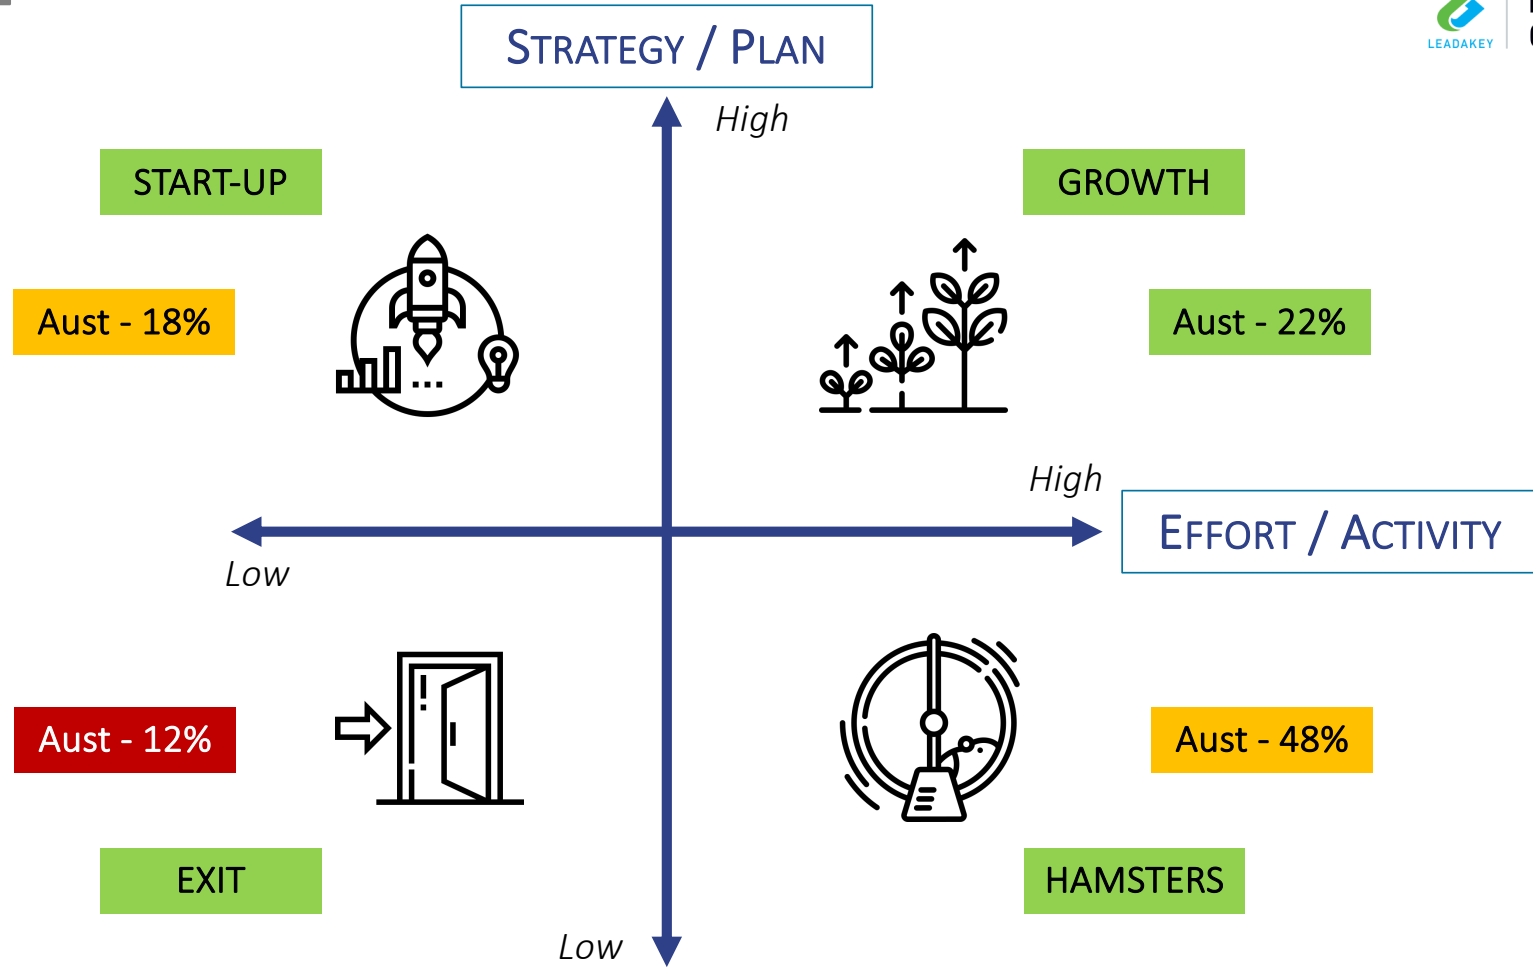 STRATEGY / PLAN
LEADAKEY
High
START-UP
GROWTH
Aust - 18%
Aust - 22%
High
EFFORT / ACTIVITY
Low
Aust - 12%
Aust - 48%
EXIT
HAMSTERS
Low